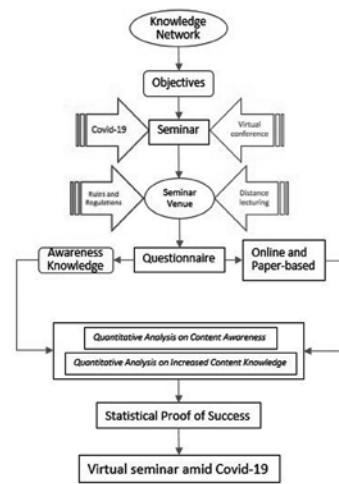 Knowledge
Network
Objectives
Covid-19
Seminar
Virtual
conference
Rules and
Regulations
Seminar
Venue
Distance
lecturing
Awareness
Knowledge
Questionnaire
Online and
Paper-based
Quantitative Analysis on Content Awareness
Quantitative Analysis on Increased Content Knowledge
Statistical Proof of Success
Virtual seminar amid Covid-19